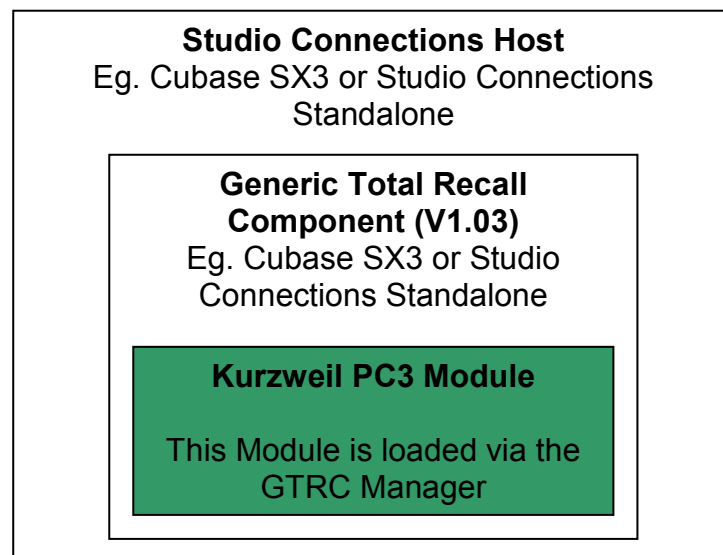 Studio Connections Host
Eg. Cubase SX3 or Studio Connections
Standalone
Generic Total Recall
Component (V1.03)
Eg. Cubase SX3 or Studio
Connections Standalone
Kurzweil PC3 Module
This Module is loaded via the
GTRC Manager